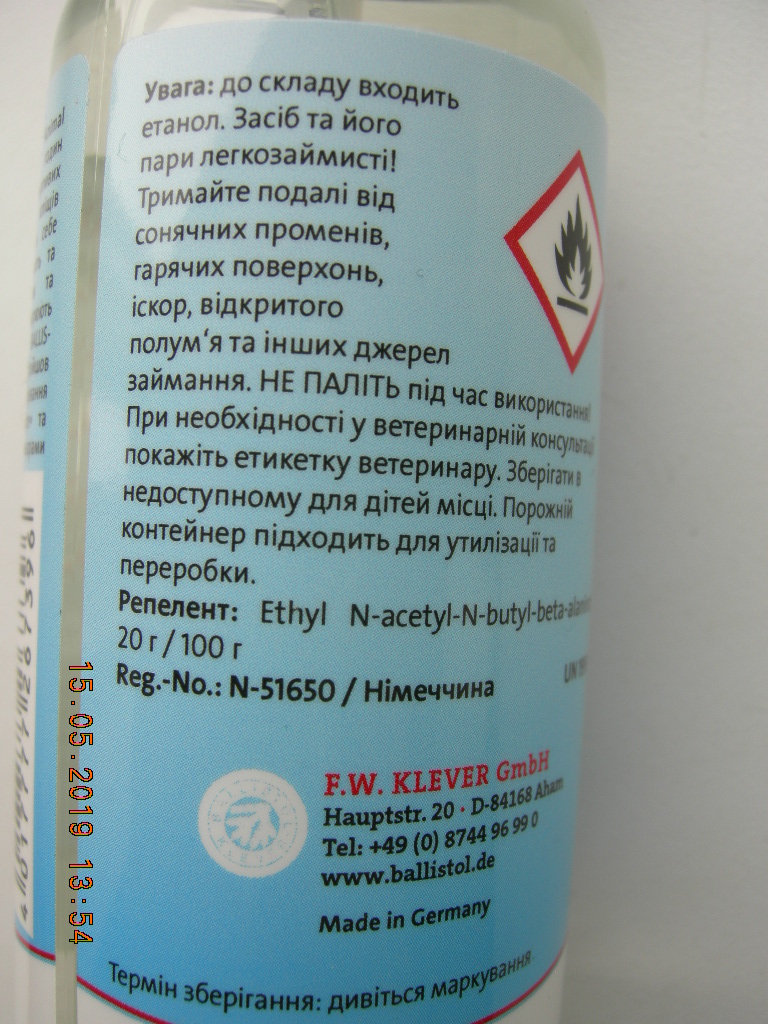 Увага: до складу входить
етанол. Засіб та його
пари легкозаймисті!
Тримайте подалі від
сонячних променів,
гарячих поверхонь,
іскор, відкритого
полум‘я та інших джерел
займання. НЕ ПАЛІТЬ під час використання!
При необхідності у ветеринарній
покажіть етикетку ветеринару. Зберігати в
недоступному для дітей місці. Порожній
контейнер підходить для утилізації та
переробки.
Репелент: Ethyl N-acetyl-N-butyl-beta-
20 г / 100 г
UN
Reg.-No.: N-51650 / Німеччина
F.W. KLEVER GmbH
Hauptstr. 20 · D-84168 Aham
Tel: +49 (0) 8744 96 99 0
www.ballistol.de
Made in Germany
Термін зберігання: дивіться маркування
15.05.2019 13:54